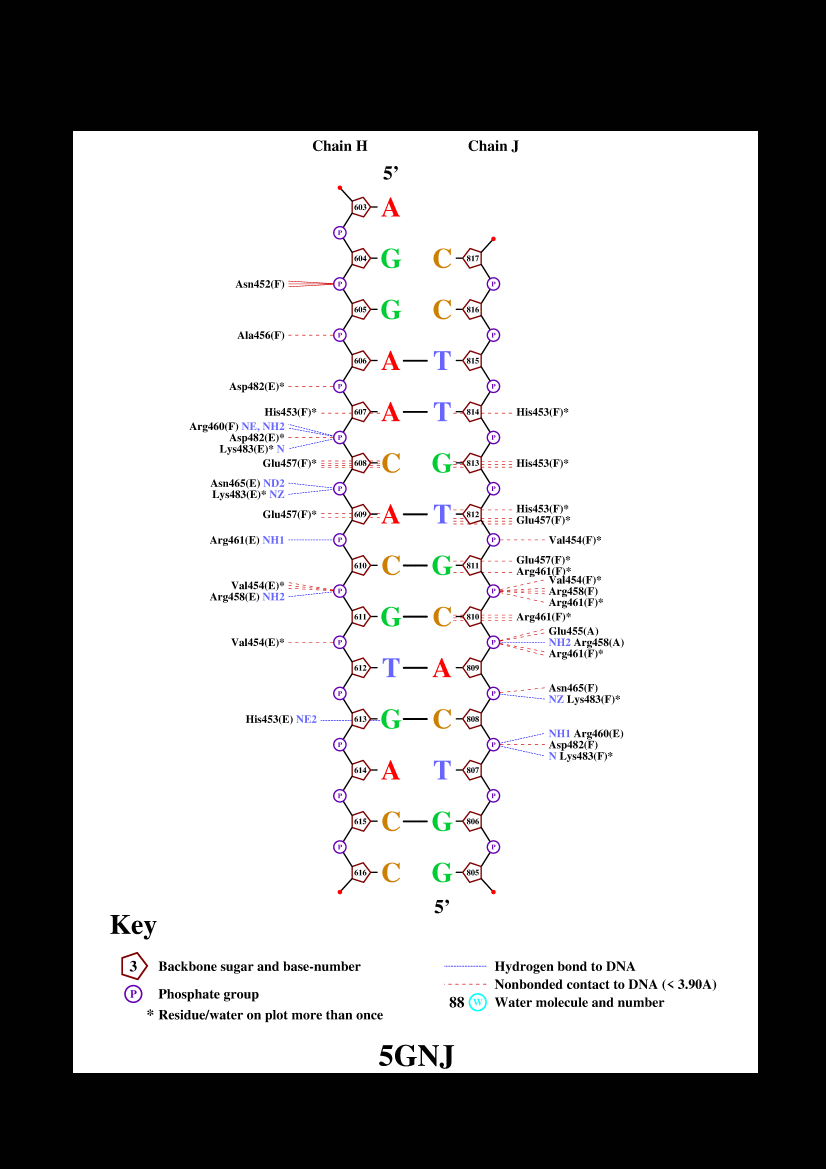 Chain H Chain J
5’
603 A
P
604 G C 817
Asn452(F) P P
605 G C 816
Ala456(F) P P
606 A T 815
Asp482(E)* P P
His453(F)* 607 A T 814 His453(F)*
Arg460(F) NE, NH2
Asp482(E)* P P
Lys483(E)* N
Glu457(F)* 608 C G 813 His453(F)*
Asn465(E) ND2 P P
Lys483(E)* NZ
His453(F)*
Glu457(F)* 609 A T 812
Glu457(F)*
Arg461(E) NH1 P P Val454(F)*
Glu457(F)*
610 C G 811
Arg461(F)*
Val454(F)*
Val454(E)* P P Arg458(F)
Arg458(E) NH2
Arg461(F)*
611 G C 810 Arg461(F)*
Glu455(A)
Val454(E)* P P NH2 Arg458(A)
Arg461(F)*
612 T A 809
Asn465(F)
P P
NZ Lys483(F)*
His453(E) NE2 613 G C 808
NH1 Arg460(E)
P P Asp482(F)
N Lys483(F)*
614 A T 807
P P
615 C G 806
P P
616 C G 805
5’
Key
3 Backbone sugar and base-number
P Phosphate group
* Residue/water on plot more than once
Hydrogen bond to DNA
Nonbonded contact to DNA (< 3.90A)
88 W Water molecule and number
5GNJ